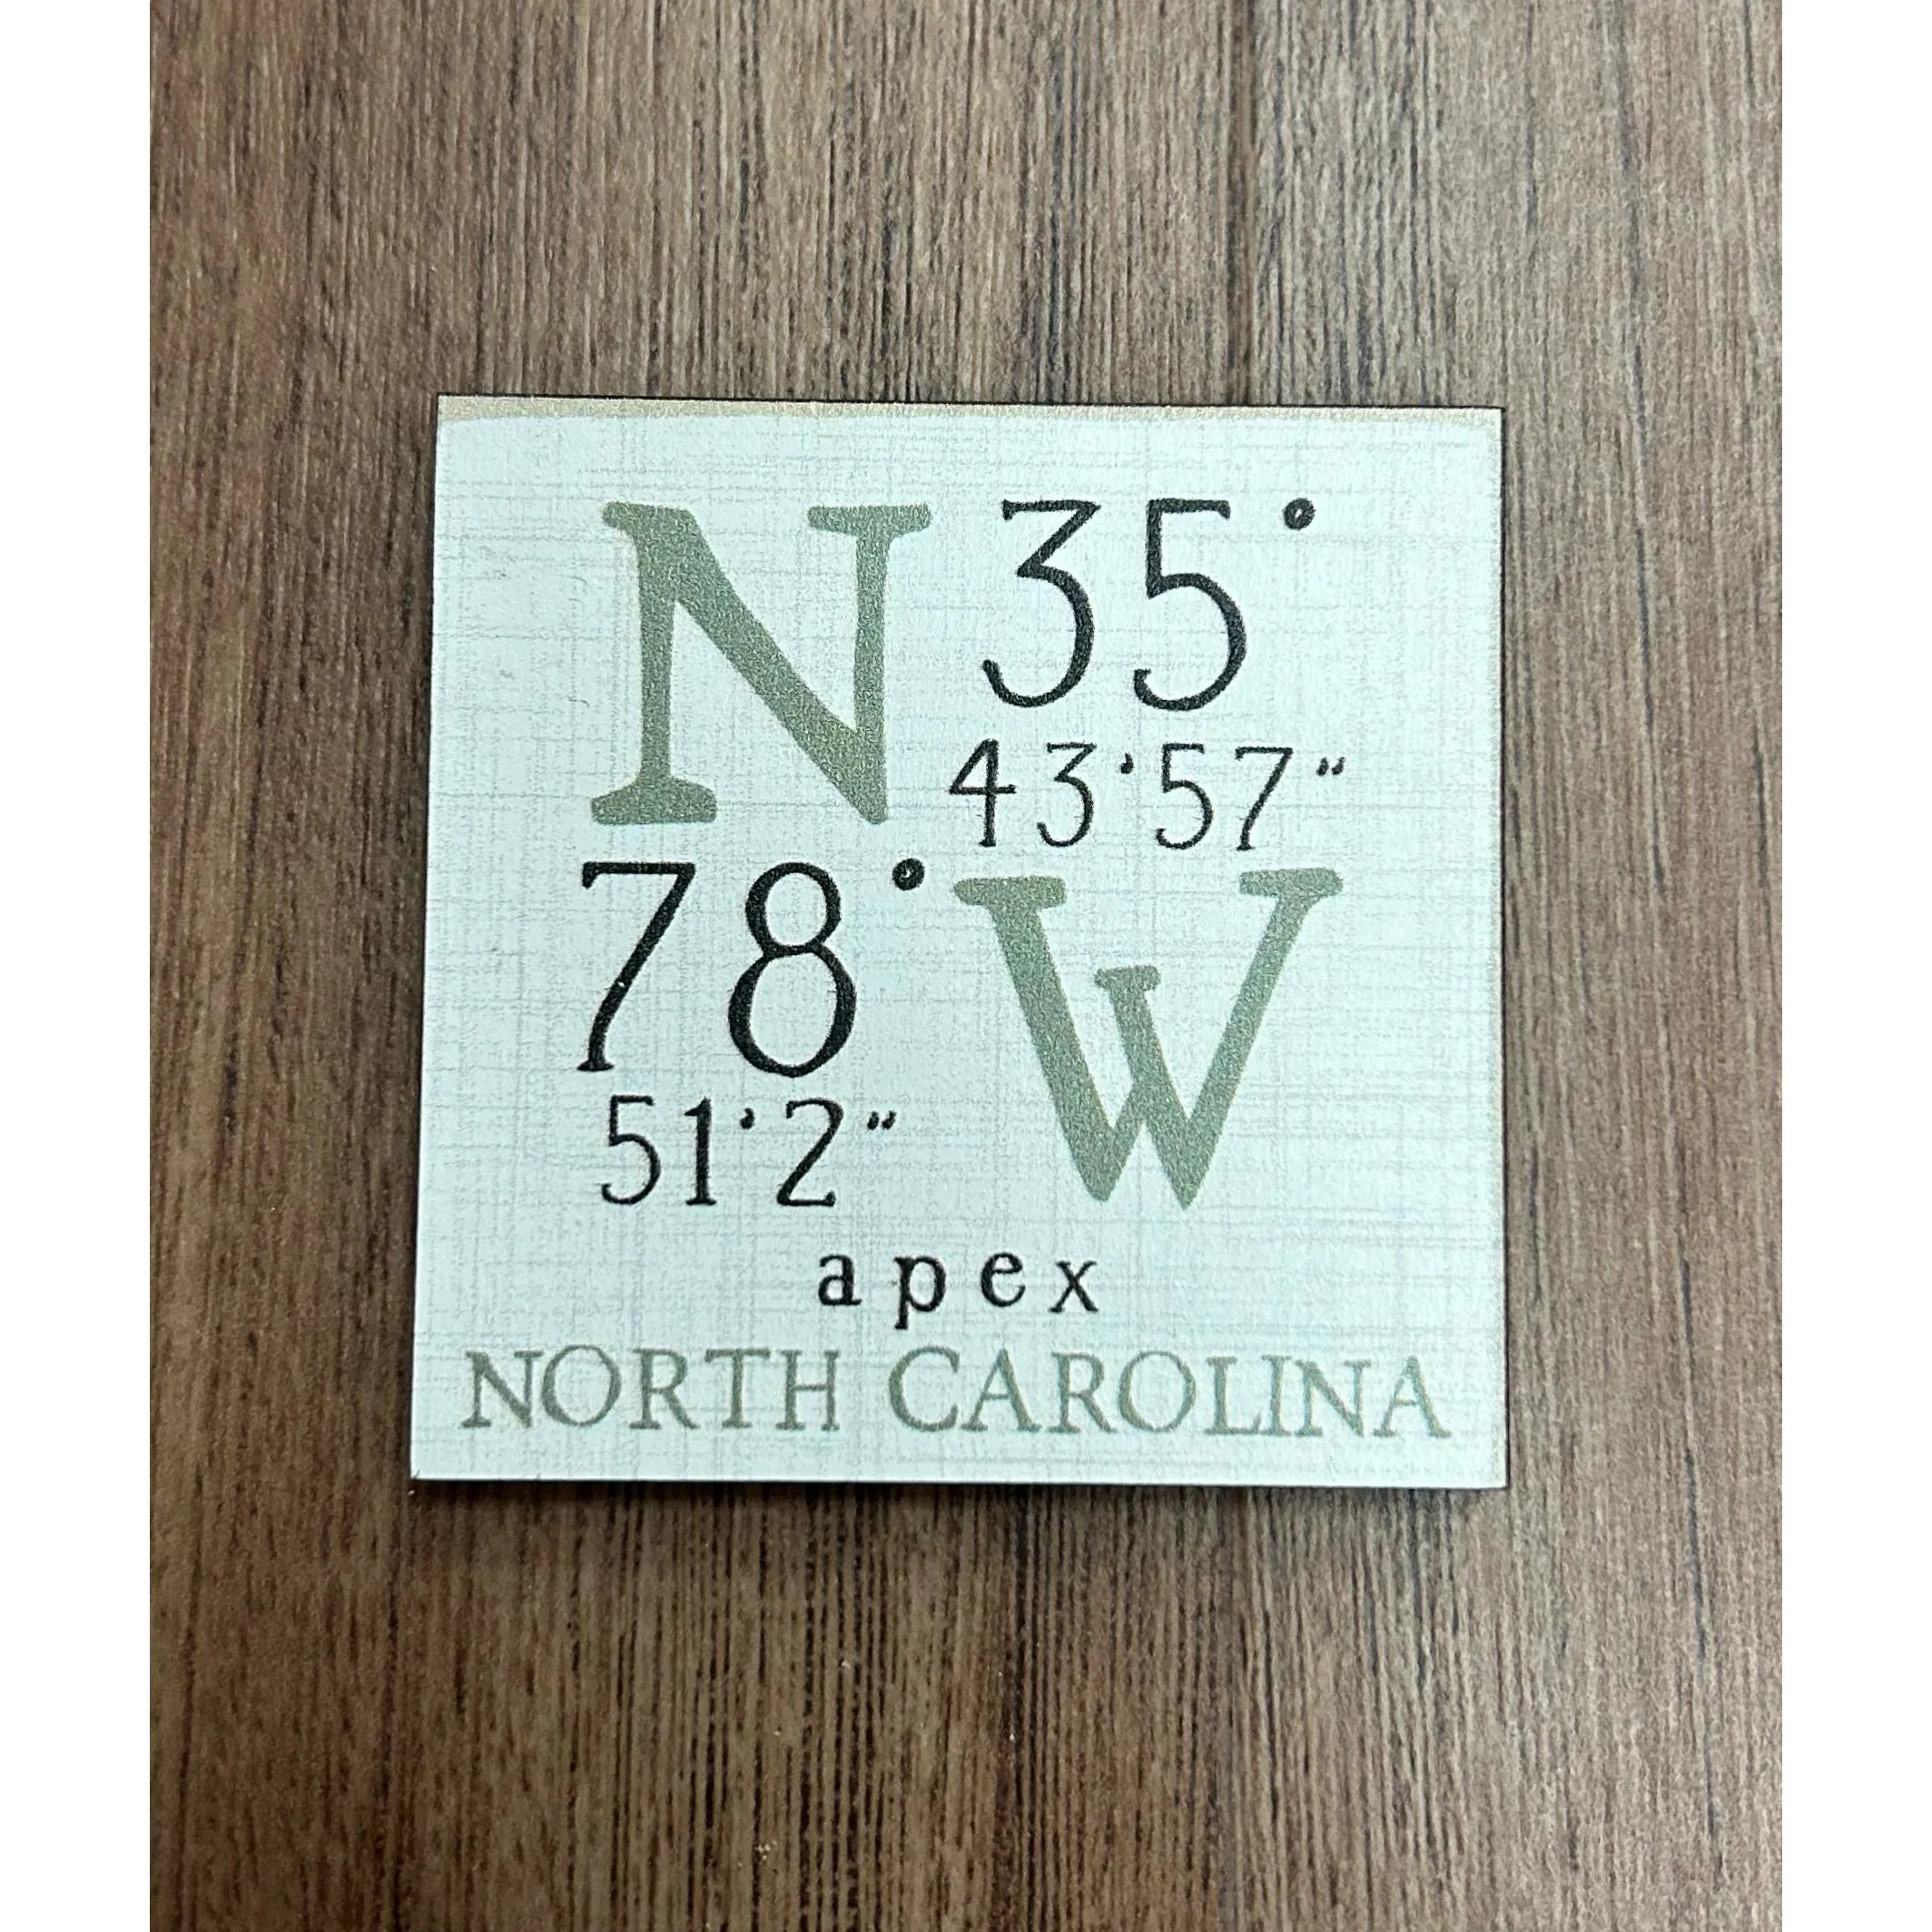 N 35°
43'57"
78° W
51'2"
apex
NORTH CAROLINA